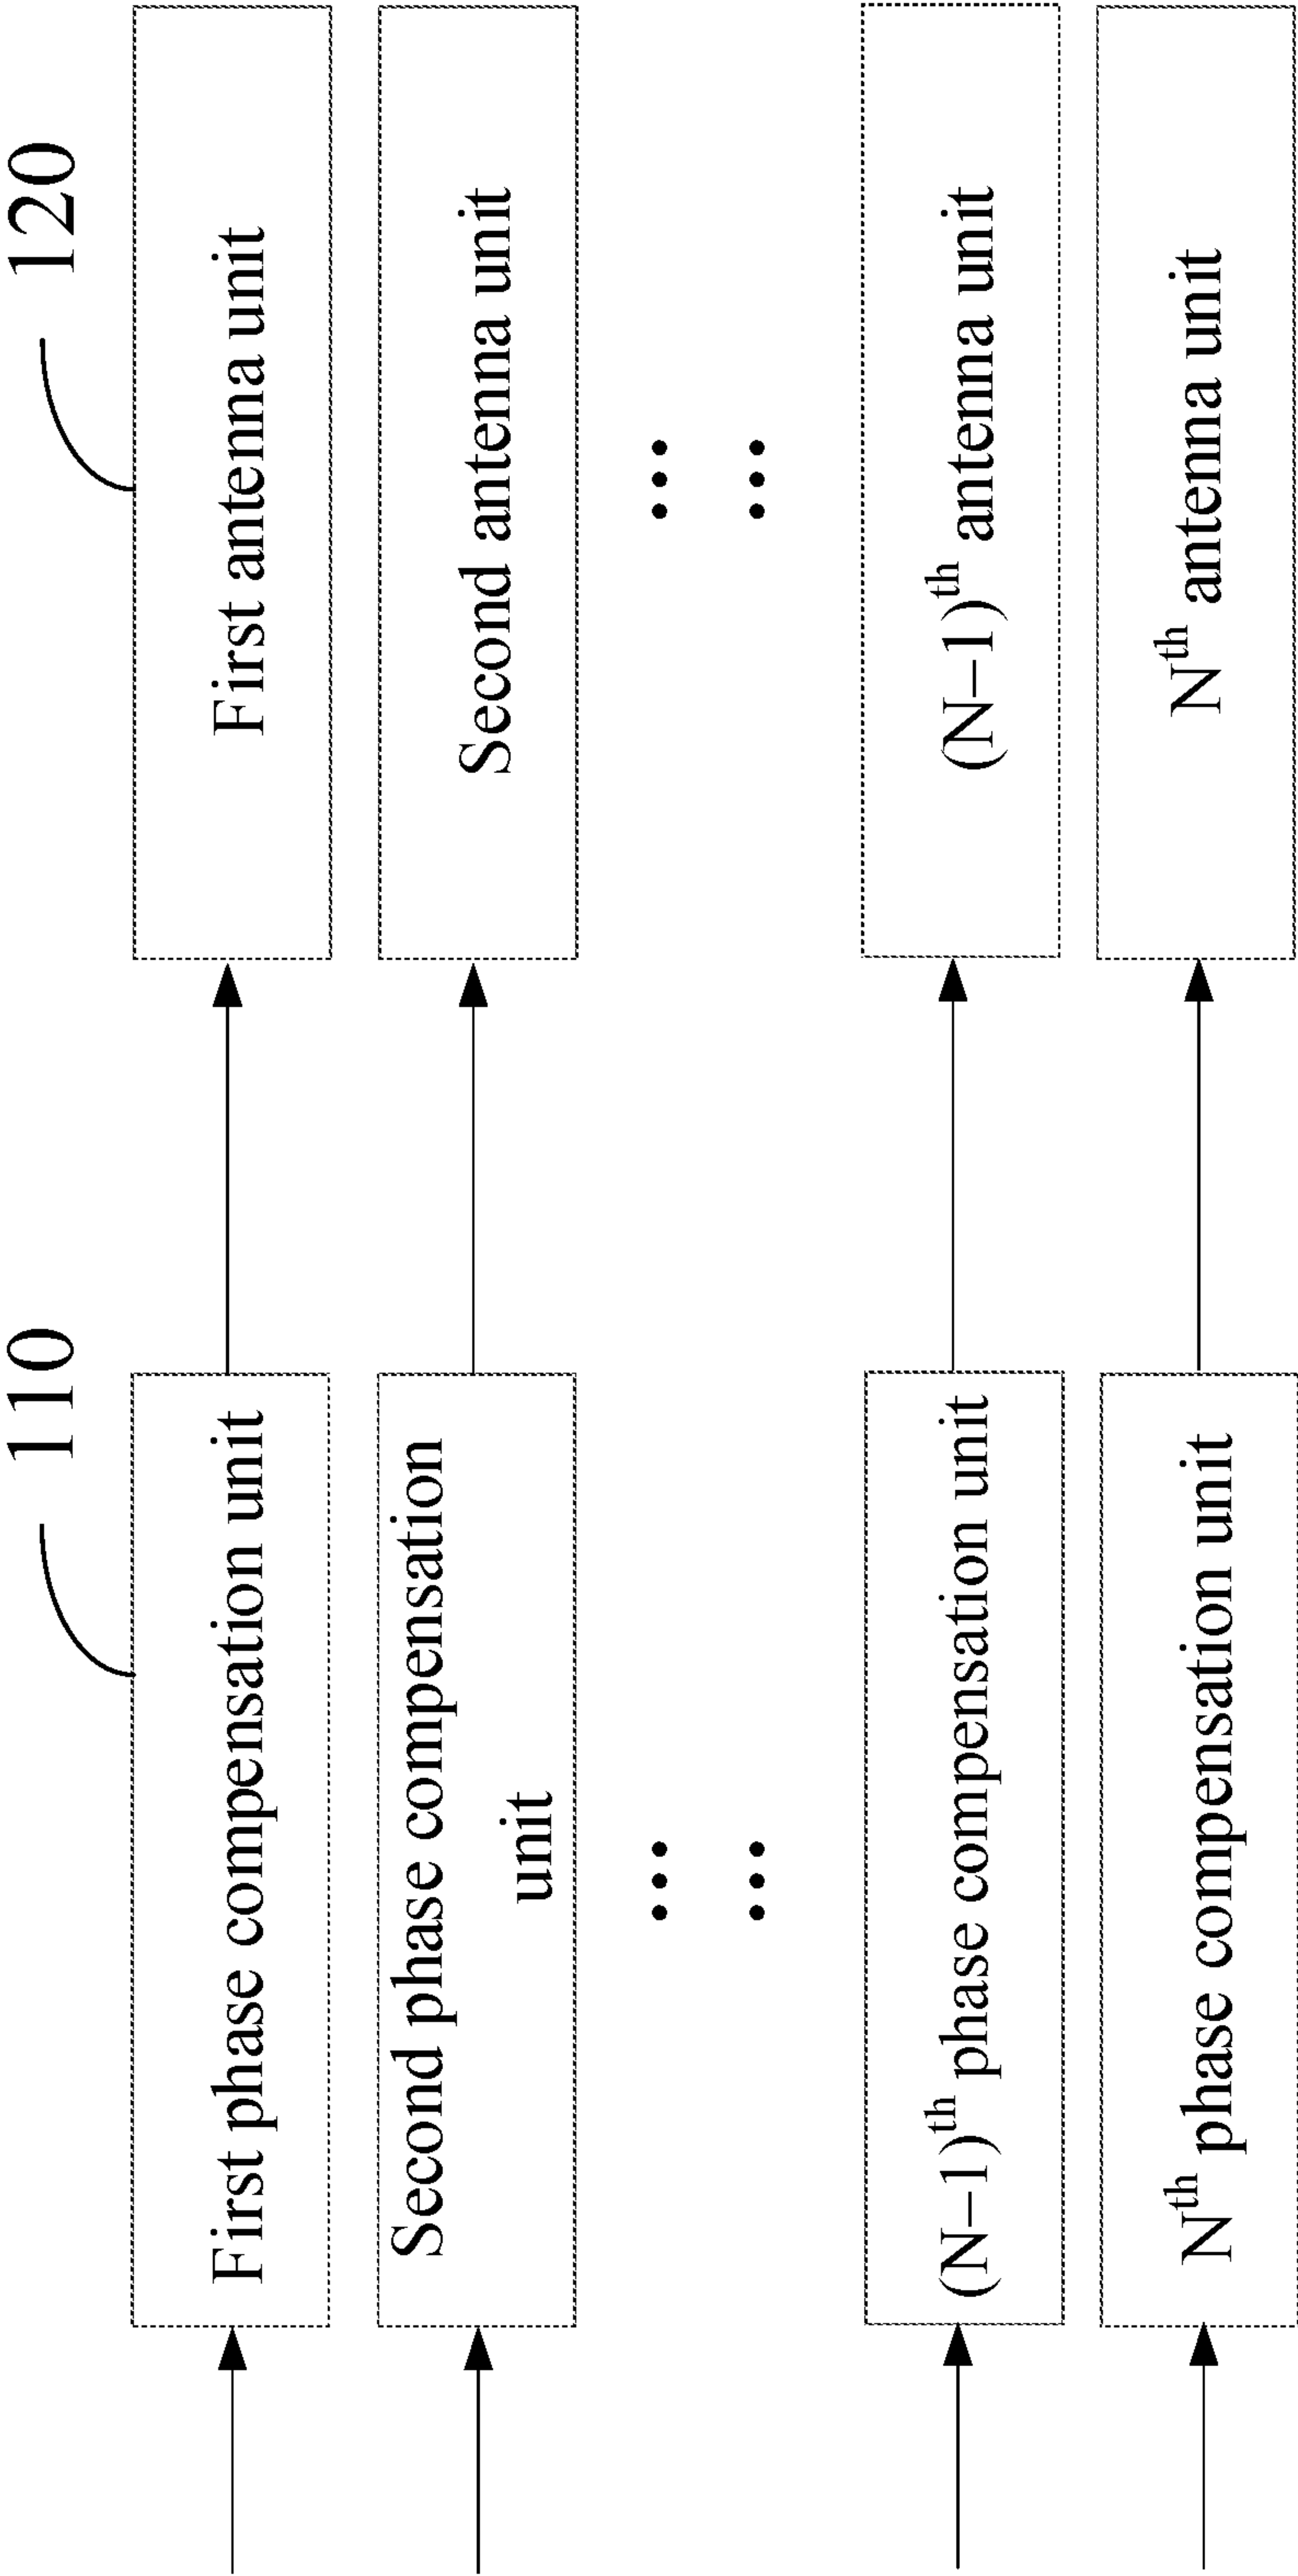 110
120
First phase compensation unit
First antenna unit
Second phase compensation
unit
Second antenna unit
(N–1)th phase compensation unit
(N–1)th antenna unit
Nth phase compensation unit
Nth antenna unit